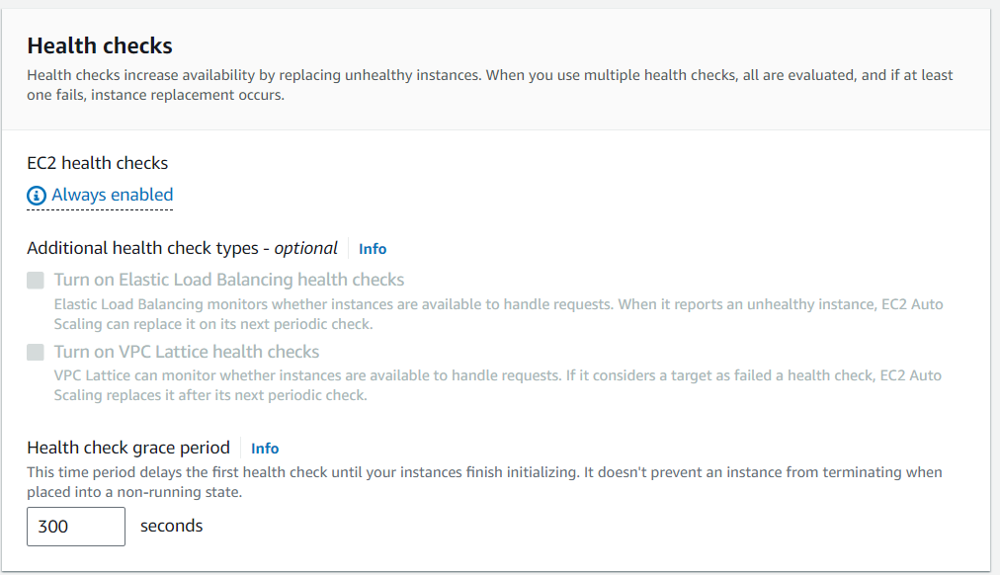 Health checks
Health checks increase availability by replacing unhealthy instances. When you use multiple health checks, all are evaluated, and if at least
one fails, instance replacement occurs.
EC2 health checks
Always enabled
Additional health check types - optional Info
Turn on Elastic Load Balancing health checks
Elastic Load Balancing monitors whether instances are available to handle requests. When it reports an unhealthy instance, EC2 Auto
Scaling can replace it on its next periodic check.
Turn on VPC Lattice health checks
VPC Lattice can monitor whether instances are available to handle requests. If it considers a target as failed a health check, EC2 Auto
Scaling replaces it after its next periodic check.
Health check grace period Info
This time period delays the first health check until your instances finish initializing. It doesn't prevent an instance from terminating when
placed into a non-running state.
300 seconds